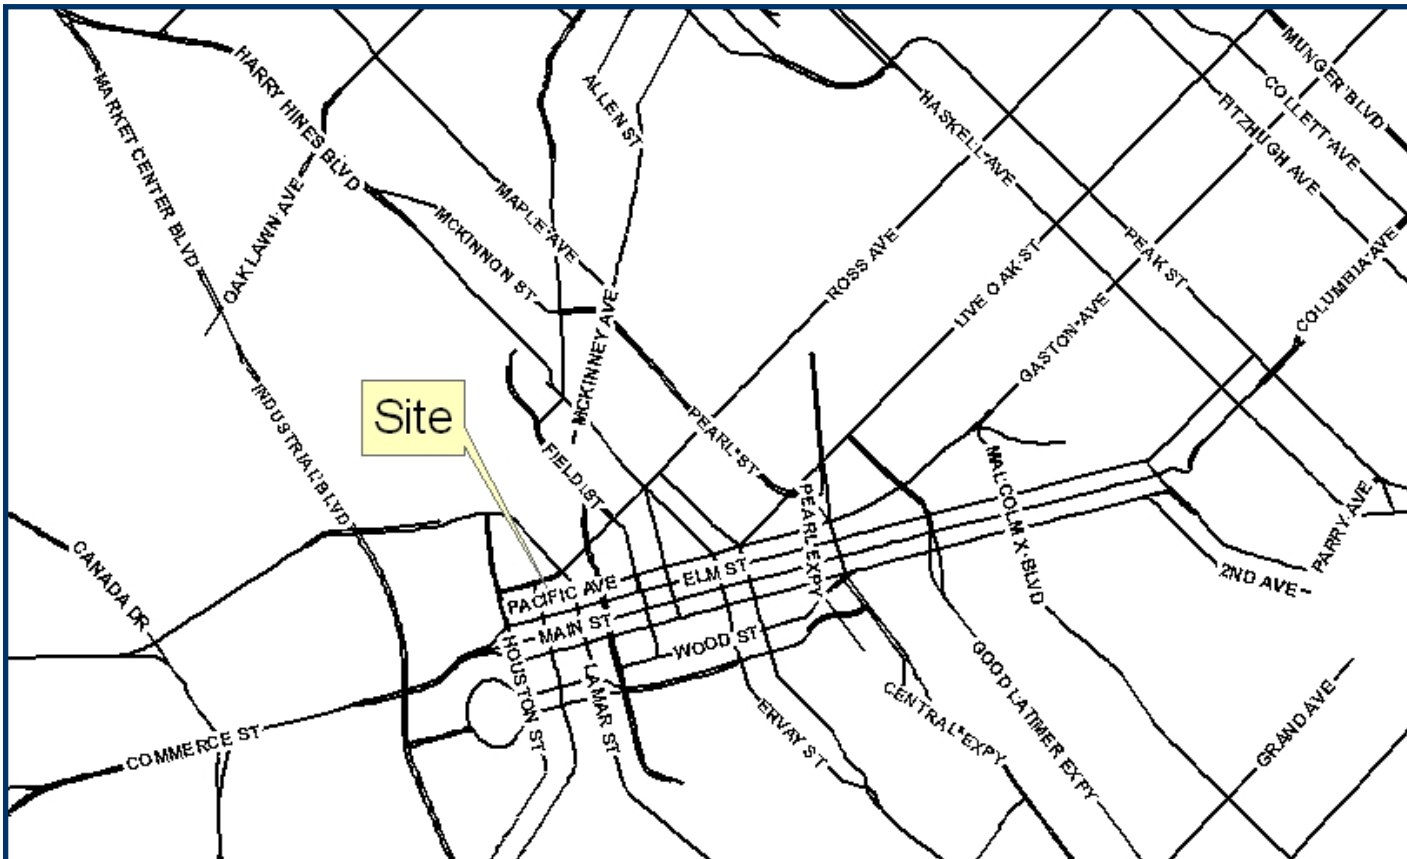 MUNGER BLVD
HARRY HINES BLVD
ALLEN ST
MARKET CENTER BLVD
COLLETT AVE
HASKELL AVE
FITZHUGH AVE
OAK LAWN AVE
MAPLE AVE
MCKINNON ST
ROSS AVE
PEAK ST
LIVE OAK ST
COLUMBIA AVE
GASTON AVE
MCKINNEY AVE
INDUSTRIAL BLVD
Site
PEARL ST
FIELD ST
MALCOLM X BLVD
PEARL EXPY
PARRY AVE
CANADA DR
PACIFIC AVE
ELM ST
2ND AVE
MAIN ST
WOOD ST
HOUSTON ST
LAMAR ST
GOOD LATIMER EXPY
CENTRAL EXPY
ERVAY ST
GRAND AVE
COMMERCE ST